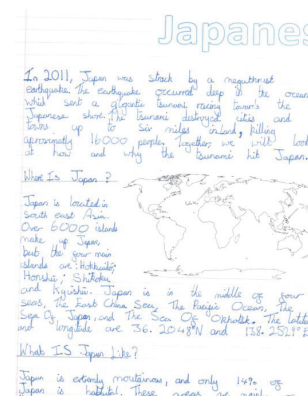 Japanes
In 2011, Japan was struck by a megathrust
earthquake. The earthquake occurred deep in the ocean
which sent a gigantic tsunami racing towards the
Japanese shore. The tsunami destroyed cities and
towns up to six miles inland, killing
aproximatly 16000 people. Together we will look
at how and why the tsunami hit Japan.
What Is Japan ?
Japan is located in
South east Asia.
Over 6000 islands
make up Japan,
but the four main
islands are: Hokkaido,
Honshu, Shikoku
and Kyushu. Japan is in the middle of four
seas, The East China Sea, The Pacific Ocean, The
Sea Of Japan, and The Sea Of Okhotsk. The latitude
and longitude are 36. 2048°N and 138. 2529°E
What IS Japan Like?
Japan is extremly mountainous, and only 14% of
Japan is habitable. These areas are